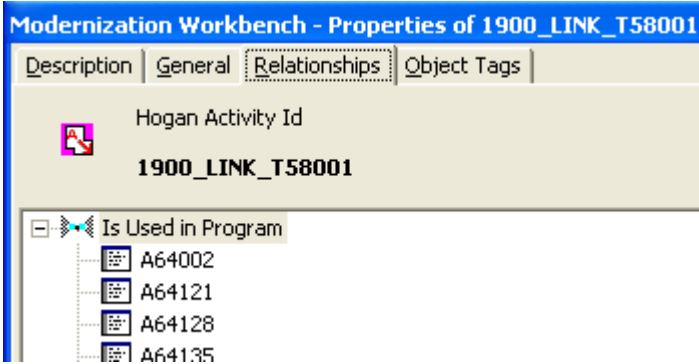 Modernization Workbench - Properties of 1900_LINK_T58001
Description General Relationships Object Tags
Hogan Activity Id
1900_LINK_T58001
Is Used in Program
A64002
A64121
A64128
A64135